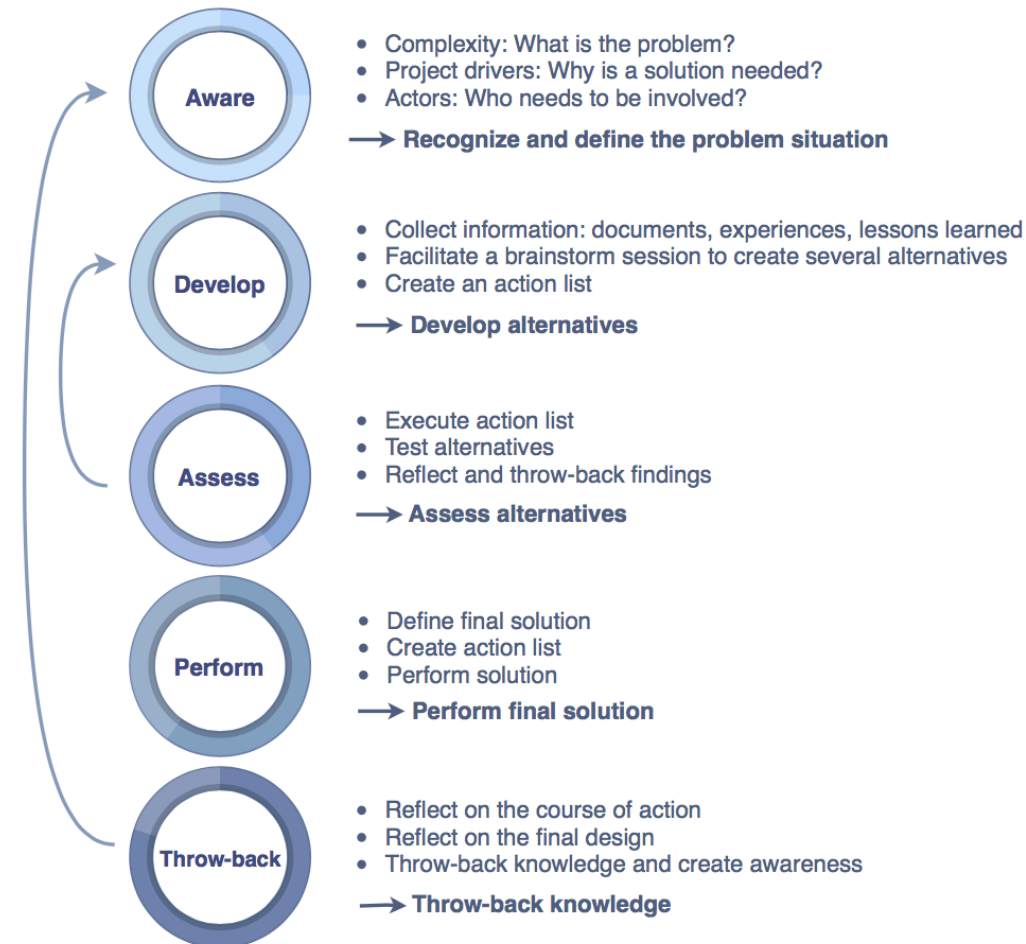 Aware
• Complexity: What is the problem?
• Project drivers: Why is a solution needed?
• Actors: Who needs to be involved?
Recognize and define the problem situation
Develop
• Collect information: documents, experiences, lessons learned
• Facilitate a brainstorm session to create several alternatives
• Create an action list
Develop alternatives
Assess
• Execute action list
• Test alternatives
• Reflect and throw-back findings
Assess alternatives
Perform
• Define final solution
• Create action list
• Perform solution
Perform final solution
Throw-back
• Reflect on the course of action
• Reflect on the final design
• Throw-back knowledge and create awareness
Throw-back knowledge